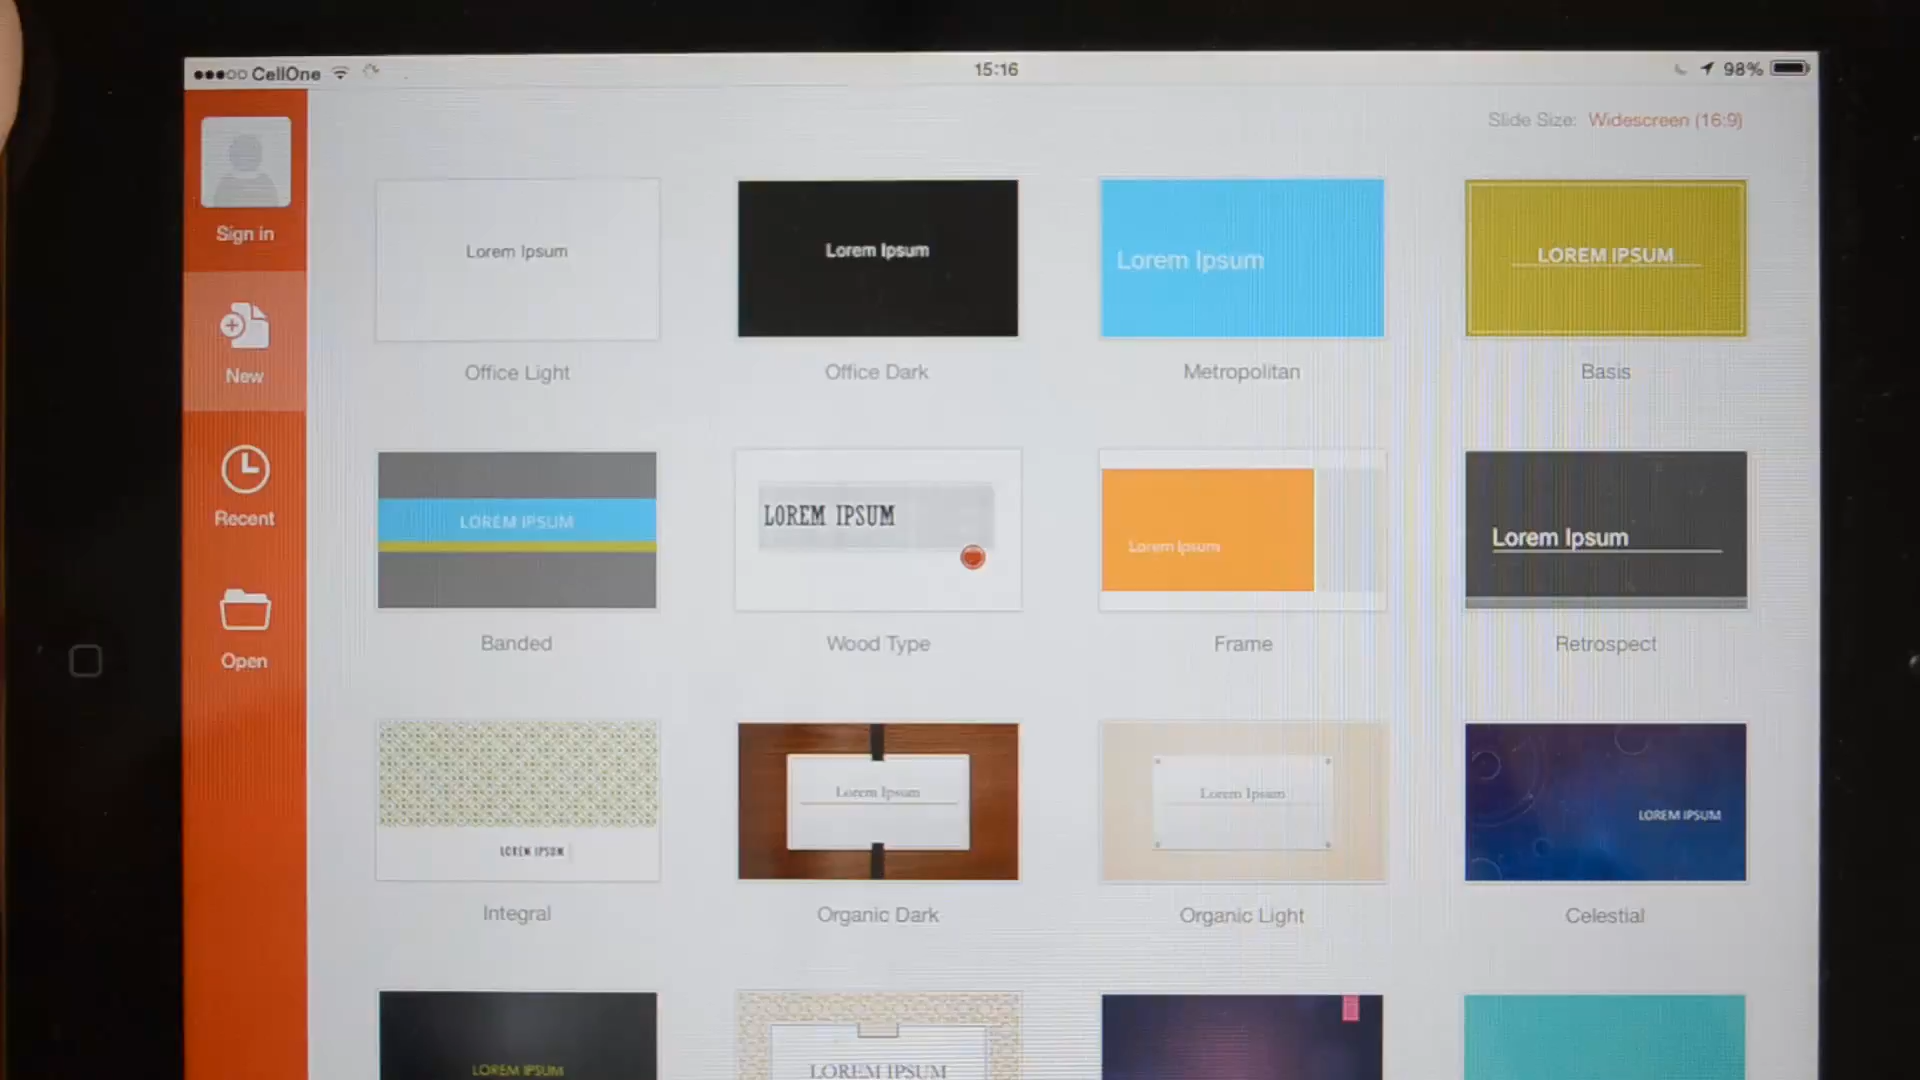 CellOne
15:16
98%
Sign in
New
Recent
Open
Slide Size: Widescreen (16:9)
Lorem Ipsum
Lorem Ipsum
Lorem Ipsum
LOREM IPSUM
Office Light
Office Dark
Metropolitan
Basis
LOREM IPSUM
LOREM IPSUM
Lorem Ipsum
Lorem Ipsum
Banded
Wood Type
Frame
Retrospect
LOREM IPSUM
Lorem Ipsum
Lorem Ipsum
LOREM IPSUM
Integral
Organic Dark
Organic Light
Celestial
LOREM IPSUM
LOREM IPSUM